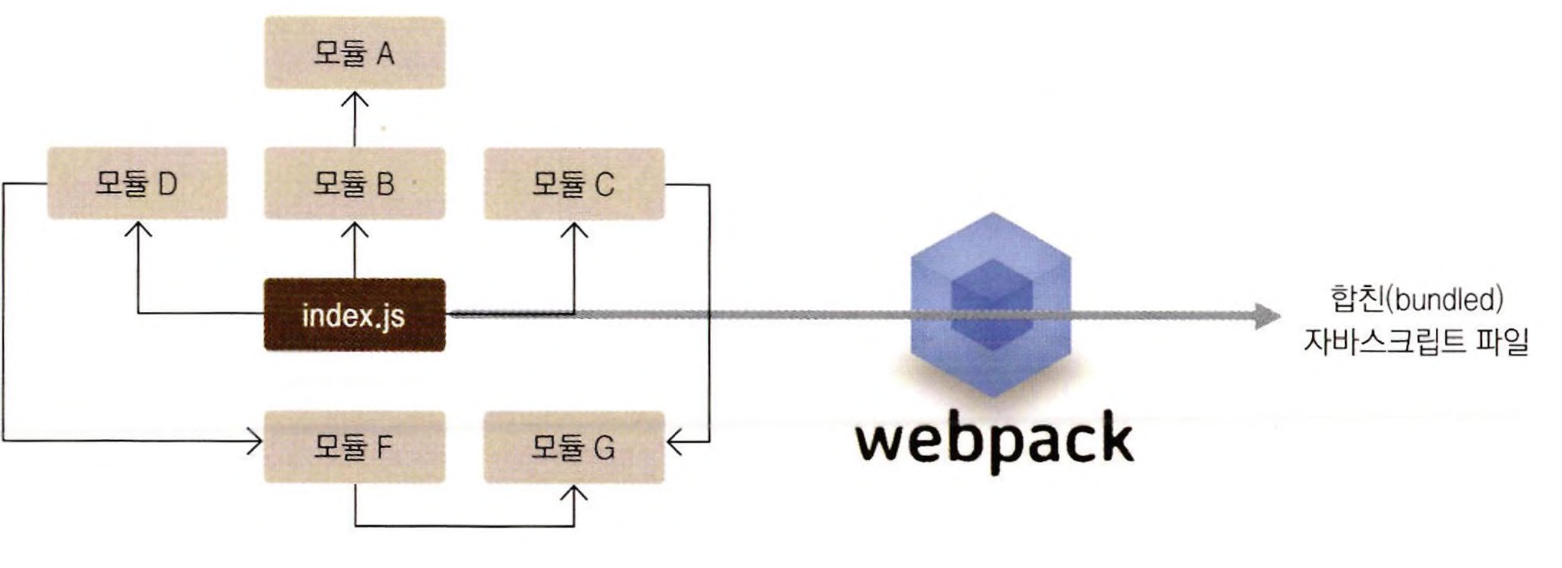 모듈 A
모듈 D
모듈 B
모듈 C
index.js
합친(bundled)
자바스크립트 파일
모듈 F
모듈 G
webpack